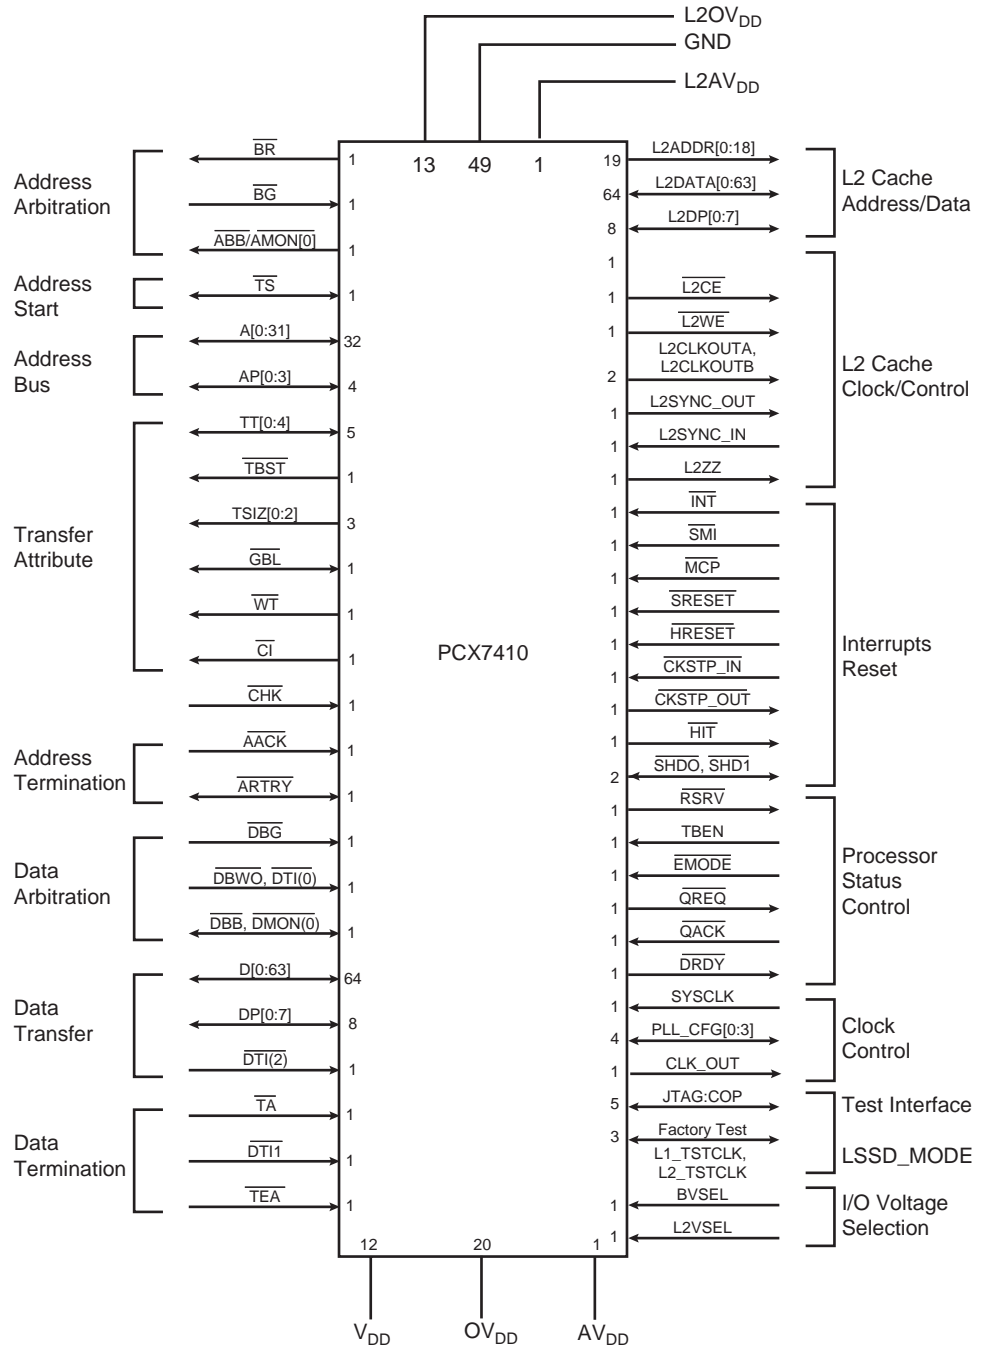 L2OVDD
GND
L2AVDD
13 49 1
Address
Arbitration
BR 1
BG 1
ABB/AMON[0] 1
Address
Start
TS 1
Address
Bus
A[0:31] 32
AP[0:3] 4
Transfer
Attribute
TT[0:4] 5
TBST 1
TSIZ[0:2] 3
GBL 1
WT 1
CI 1
CHK 1
Address
Termination
AACK 1
ARTRY 1
Data
Arbitration
DBG 1
DBWO, DTI(0) 1
DBB, DMON(0) 1
Data
Transfer
D[0:63] 64
DP[0:7] 8
DTI(2) 1
Data
Termination
TA 1
DTI1 1
TEA 1
PCX7410
19 L2ADDR[0:18]
64 L2DATA[0:63]
8 L2DP[0:7]
L2 Cache
Address/Data
1
1 L2CE
1 L2WE
L2CLKOUTA,
2 L2CLKOUTB
1 L2SYNC_OUT
1 L2SYNC_IN
1 L2ZZ
L2 Cache
Clock/Control
1 INT
1 SMI
1 MCP
1 SRESET
1 HRESET
1 CKSTP_IN
1 CKSTP_OUT
1 HIT
2 SHDO, SHD1
Interrupts
Reset
1 RSRV
1 TBEN
1 EMODE
1 QREQ
1 QACK
1 DRDY
Processor
Status
Control
1 SYSCLK
4 PLL_CFG[0:3]
1 CLK_OUT
Clock
Control
5 JTAG:COP
3 Factory Test
L1_TSTCLK,
L2_TSTCLK
Test Interface
LSSD_MODE
1 BVSEL
1 L2VSEL
I/O Voltage
Selection
12 20 1
VDD OVDD AVDD